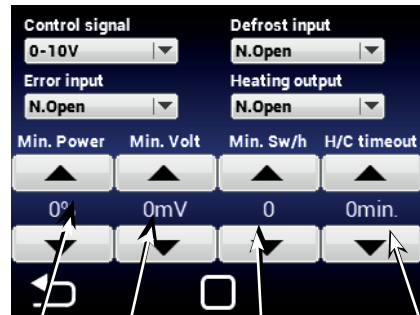 Control signal Defrost input
0-10V N.Open
Error input Heating output
N.Open N.Open
Min. Power Min. Volt Min. Sw/h H/C timeout
0% 0mV 0 0min.